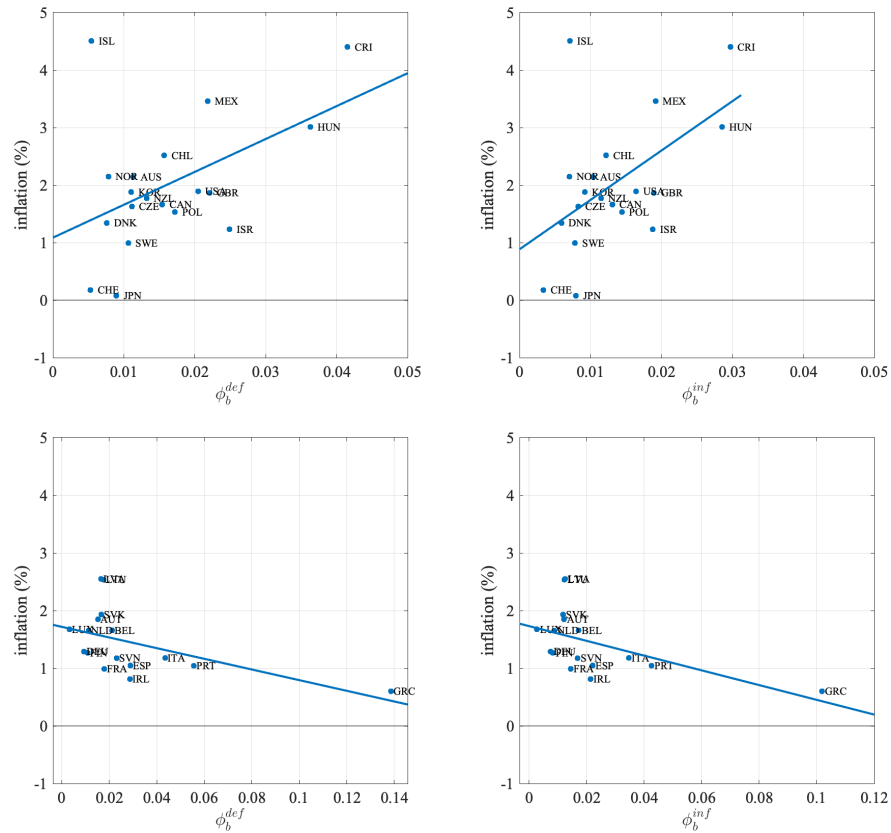 5
4
3
2
1
0
-1
inflation (%)
ISL
CRI
MEX
HUN
CHL
NOR AUS
KOR USA GBR
NZL
CZE CAN
POL
DNK
ISR
SWE
CHE
JPN
0 0.01 0.02 0.03 0.04 0.05
ϕ_b^{def}
5
4
3
2
1
0
-1
inflation (%)
ISL
CRI
MEX
HUN
CHL
NOR AUS
KOR USA GBR
NZL
CZE CAN
POL
DNK
ISR
SWE
CHE
JPN
0 0.01 0.02 0.03 0.04 0.05
ϕ_b^{inf}
5
4
3
2
1
0
-1
inflation (%)
SVK
AUT
LUX NLD BEL
DEU
SVN ITA
ESP PRT
FRA
IRL
GRC
0 0.02 0.04 0.06 0.08 0.1 0.12 0.14
ϕ_b^{def}
5
4
3
2
1
0
-1
inflation (%)
SVK
AUT
LUX NLD BEL
DEU
SVN ITA
ESP PRT
FRA
IRL
GRC
0 0.02 0.04 0.06 0.08 0.1 0.12
ϕ_b^{inf}